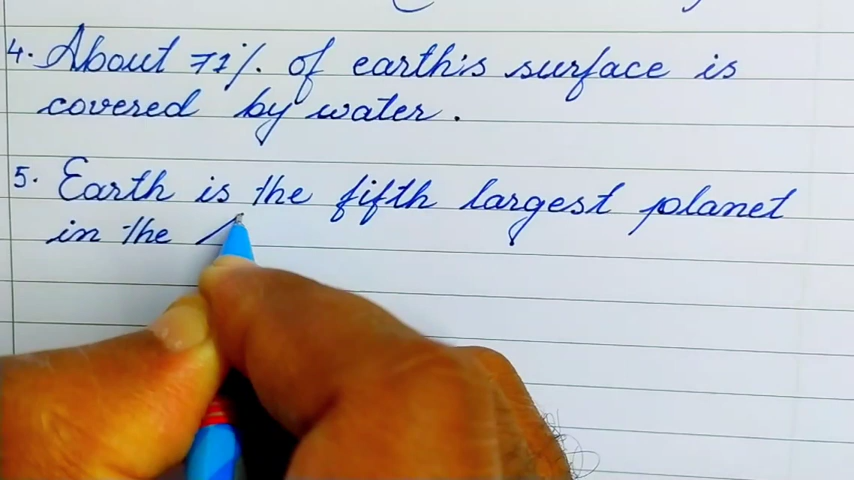 4. About 71% of earth's surface is
covered by water.
5. Earth is the fifth largest planet
in the